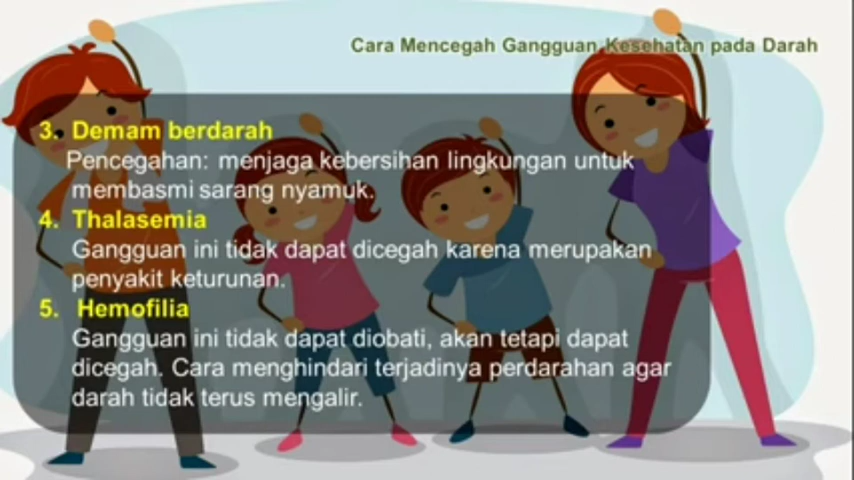 Cara Mencegah Gangguan Kesehatan pada Darah
3. Demam berdarah
Pencegahan: menjaga kebersihan lingkungan untuk
membasmi sarang nyamuk.
4. Thalasemia
Gangguan ini tidak dapat dicegah karena merupakan
penyakit keturunan.
5. Hemofilia
Gangguan ini tidak dapat diobati, akan tetapi dapat
dicegah. Cara menghindari terjadinya perdarahan agar
darah tidak terus mengalir.